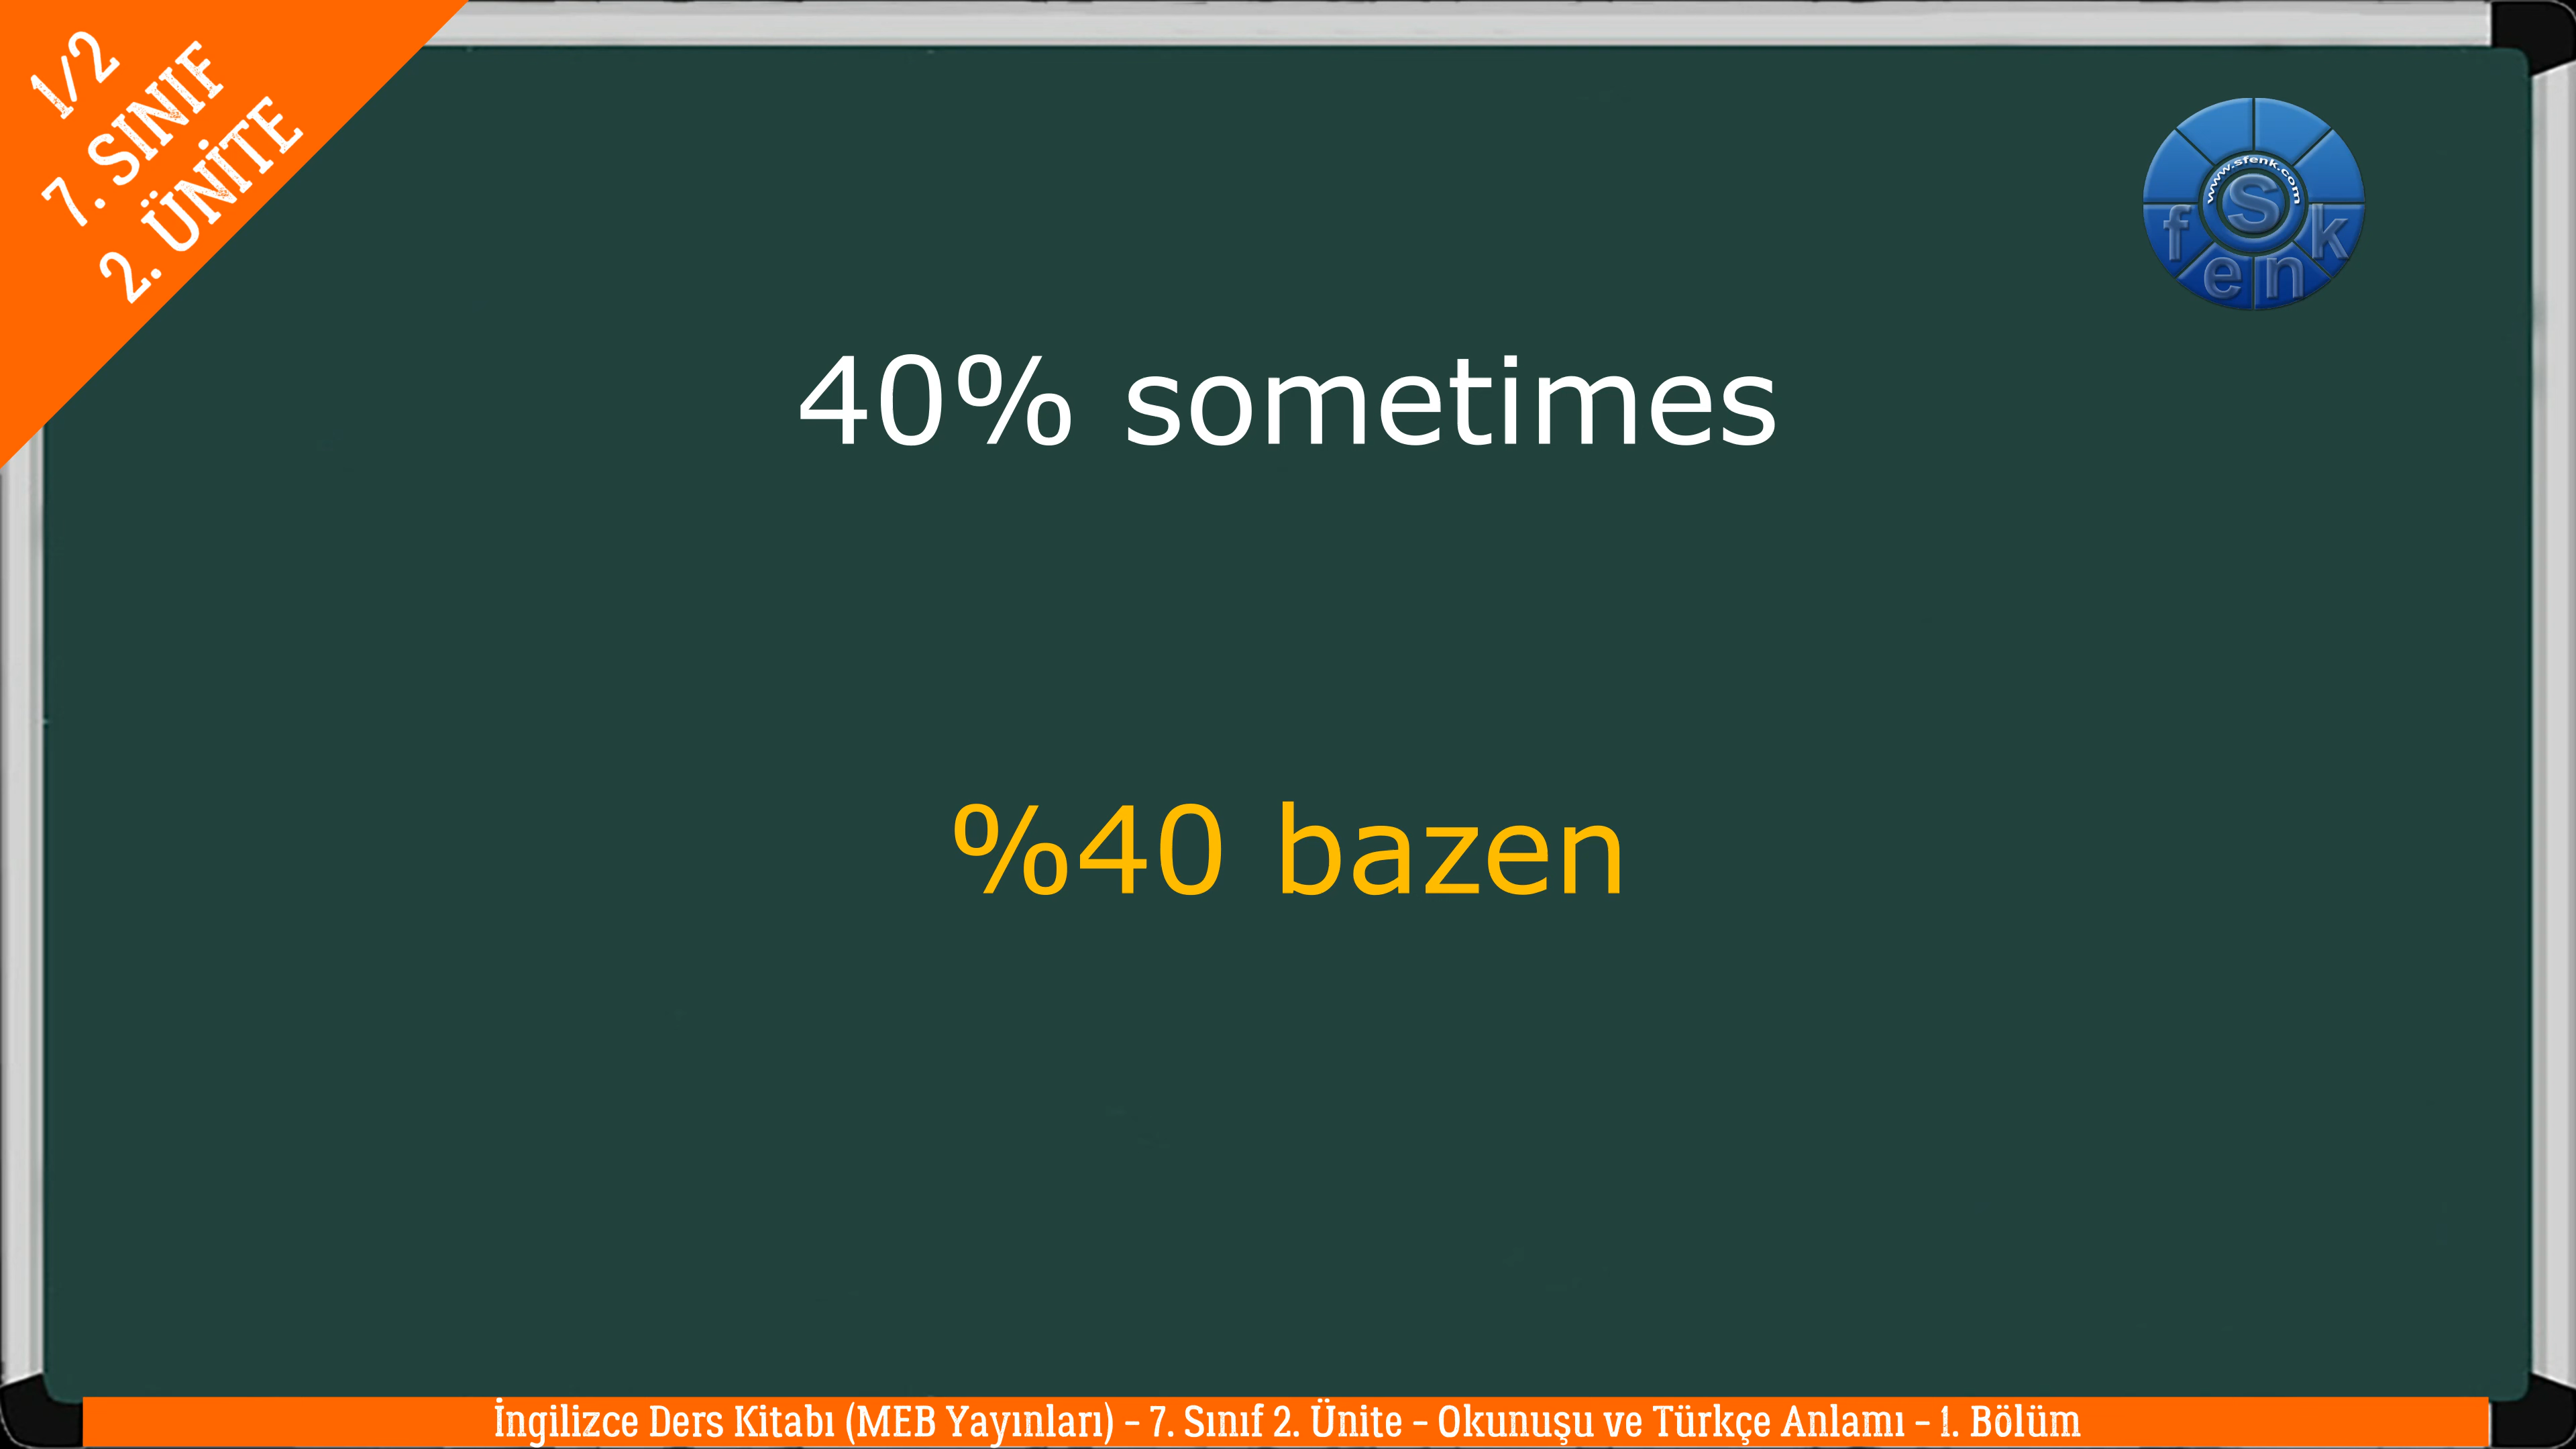 1/2
7. SINIF
2. ÜNİTE
www.sfenk.com
S
f e n k
40% sometimes
%40 bazen
İngilizce Ders Kitabı (MEB Yayınları) – 7. Sınıf 2. Ünite – Okunuşu ve Türkçe Anlamı – 1. Bölüm